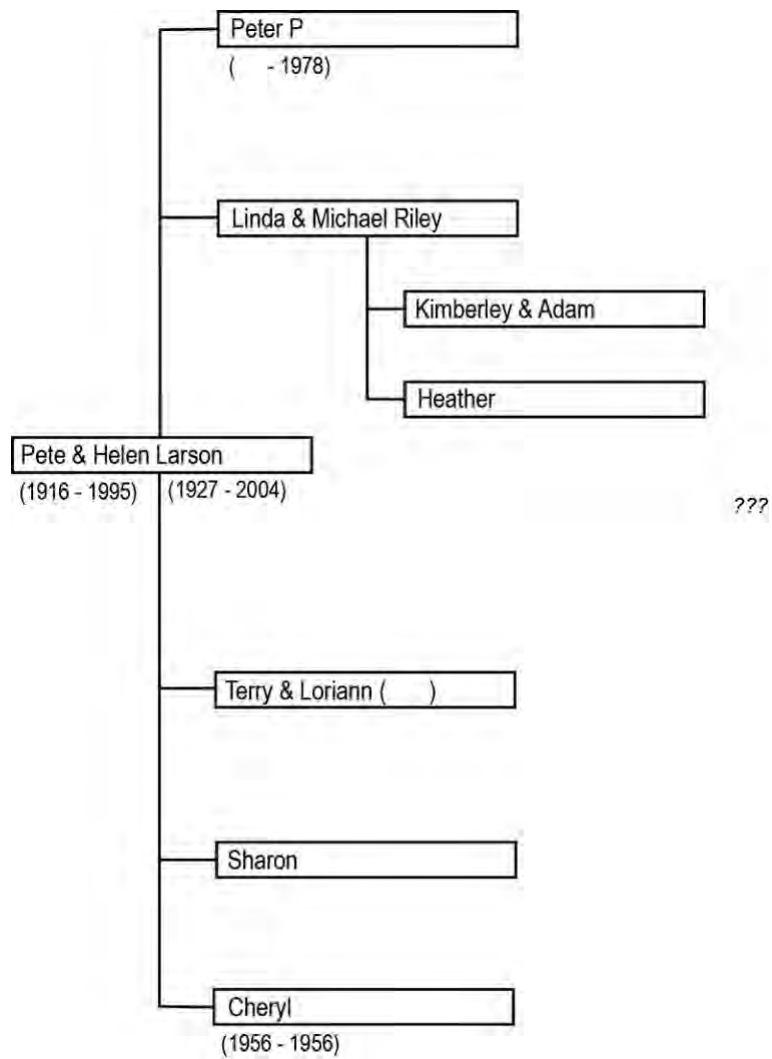 Peter P
( - 1978)
Linda & Michael Riley
Kimberley & Adam
Heather
Pete & Helen Larson
(1916 - 1995) (1927 - 2004)
???
Terry & Loriann ( )
Sharon
Cheryl
(1956 - 1956)